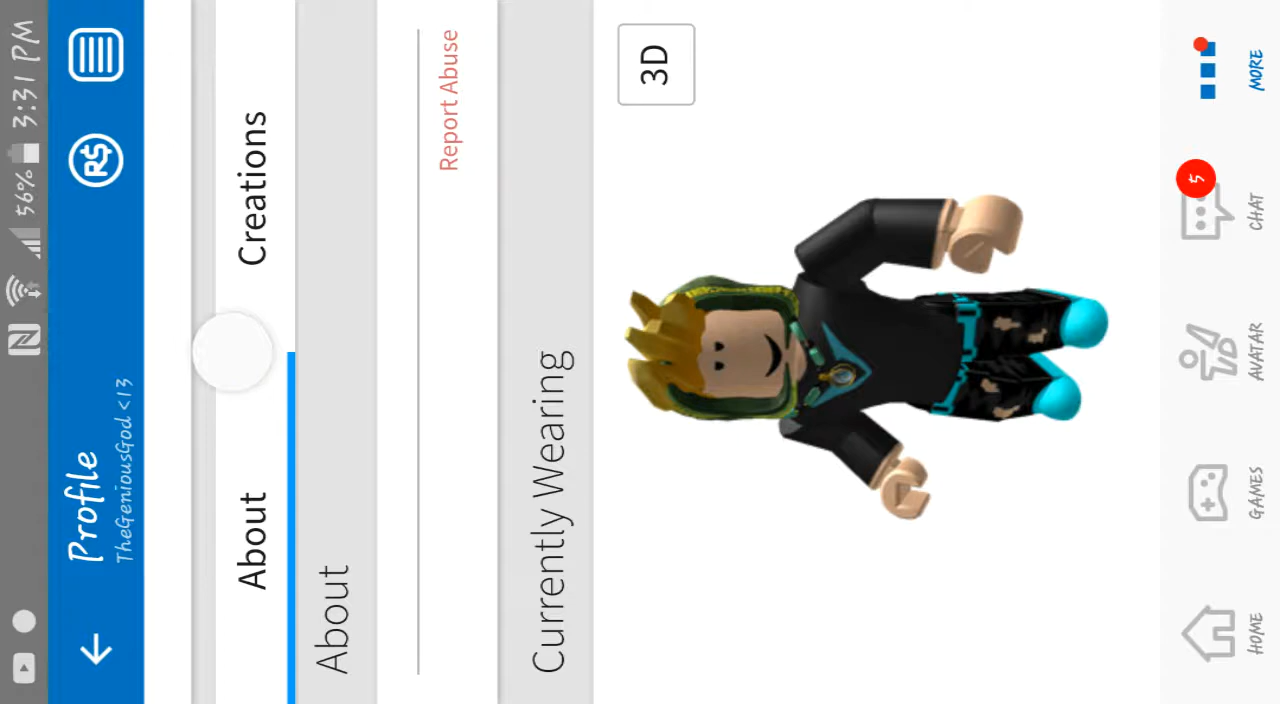 56% 3:31 PM
Profile
TheGeniousGod <13
R$
About Creations
About
Report Abuse
Currently Wearing
3D
HOME GAMES AVATAR CHAT 5 MORE